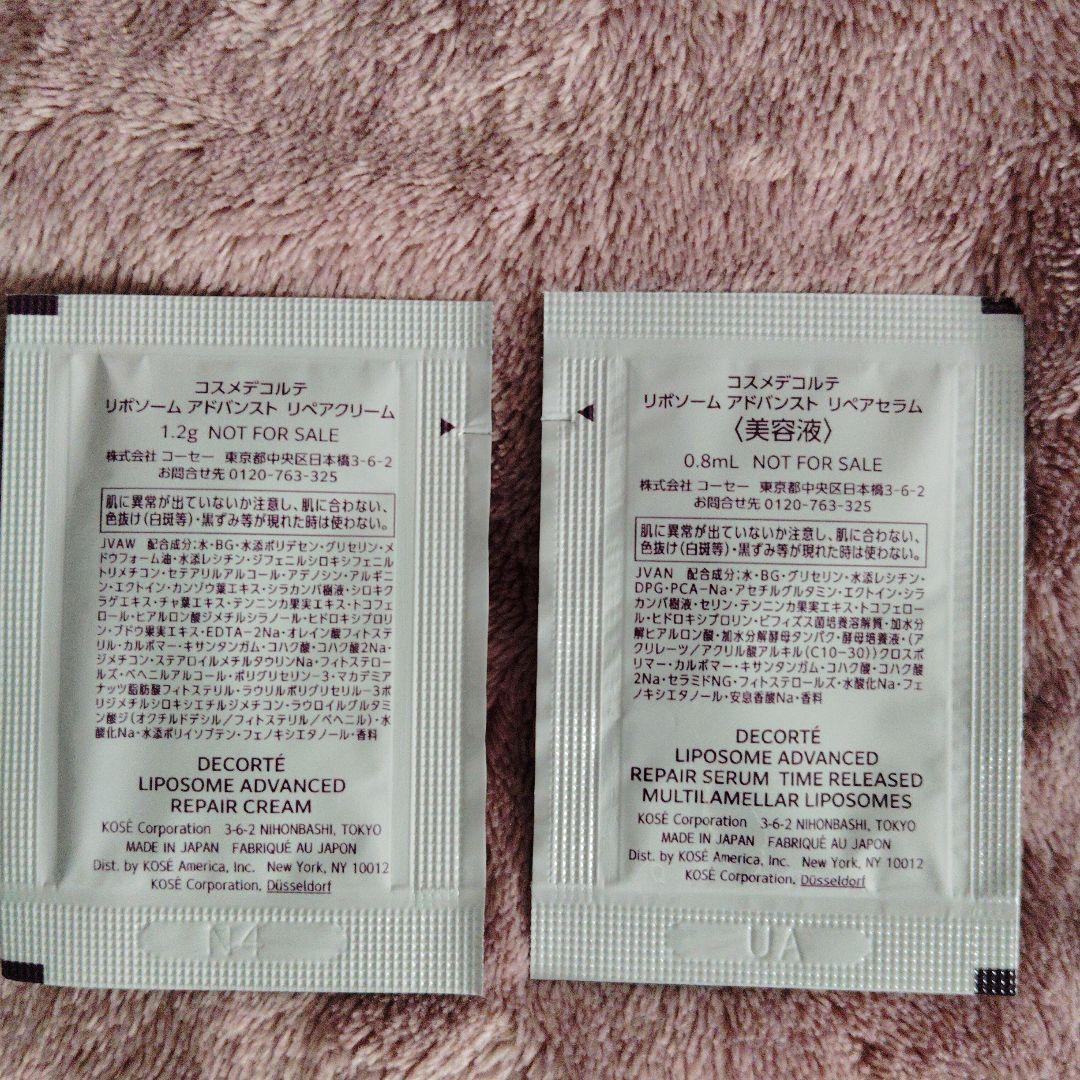 コスメデコルテ
リポソーム アドバンスト リペアクリーム
1.2g NOT FOR SALE
株式会社 コーセー 東京都中央区日本橋3-6-2
お問合せ先 0120-763-325
肌に異常が出ていないか注意し、肌に合わない、
色抜け(白斑等)・黒ずみ等が現れた時は使わない。
JVAW 配合成分:水・BG・水添ポリデセン・グリセリン・メ
ドウフォーム油・水添レシチン・ジフェニルシロキシフェニル
トリメチコン・セテアリルアルコール・アデノシン・アルギニ
ン・エクトイン・カンゾウ葉エキス・シラカンバ樹液・シロキク
ラゲエキス・チャ葉エキス・テンニンカ果実エキス・トコフェ
ロール・ヒアルロン酸ジメチルシラノール・ヒドロキシプロリ
ン・ブドウ果実エキス・EDTA-2Na・オレイン酸フィトステ
リル・カルボマー・キサンタンガム・コハク酸・コハク酸2Na・
ジメチコン・ステアロイルメチルタウリンNa・フィトステロー
ルズ・ベヘニルアルコール・ポリグリセリン-3・マカデミア
ナッツ脂肪酸フィトステリル・ラウリルポリグリセリル-3ポ
リジメチルシロキシエチルジメチコン・ラウロイルグルタミ
ン酸ジ(オクチルドデシル/フィトステリル/ベヘニル)・水
酸化Na・水添ポリイソブテン・フェノキシエタノール・香料
DECORTÉ
LIPOSOME ADVANCED
REPAIR CREAM
KOSÉ Corporation 3-6-2 NIHONBASHI, TOKYO
MADE IN JAPAN FABRIQUÉ AU JAPON
Dist. by KOSÉ America, Inc. New York, NY 10012
KOSÉ Corporation, Düsseldorf
N4
コスメデコルテ
リポソーム アドバンスト リペアセラム
〈美容液〉
0.8mL NOT FOR SALE
株式会社 コーセー 東京都中央区日本橋3-6-2
お問合せ先 0120-763-325
肌に異常が出ていないか注意し、肌に合わない、
色抜け(白斑等)・黒ずみ等が現れた時は使わない。
JVAN 配合成分:水・BG・グリセリン・水添レシチン・
DPG・PCA-Na・アセチルグルタミン・エクトイン・シラ
カンバ樹液・セリン・テンニンカ果実エキス・トコフェロー
ル・ヒドロキシプロリン・ビフィズス菌培養溶解質・加水分
解ヒアルロン酸・加水分解酵母タンパク・酵母培養液・(ア
クリレーツ/アクリル酸アルキル(C10-30))クロスポ
リマー・カルボマー・キサンタンガム・コハク酸・コハク酸
2Na・セラミドNG・フィトステロールズ・水酸化Na・フェ
ノキシエタノール・安息香酸Na・香料
DECORTÉ
LIPOSOME ADVANCED
REPAIR SERUM TIME RELEASED
MULTILAMELLAR LIPOSOMES
KOSÉ Corporation 3-6-2 NIHONBASHI, TOKYO
MADE IN JAPAN FABRIQUÉ AU JAPON
Dist. by KOSÉ America, Inc. New York, NY 10012
KOSÉ Corporation, Düsseldorf
UA